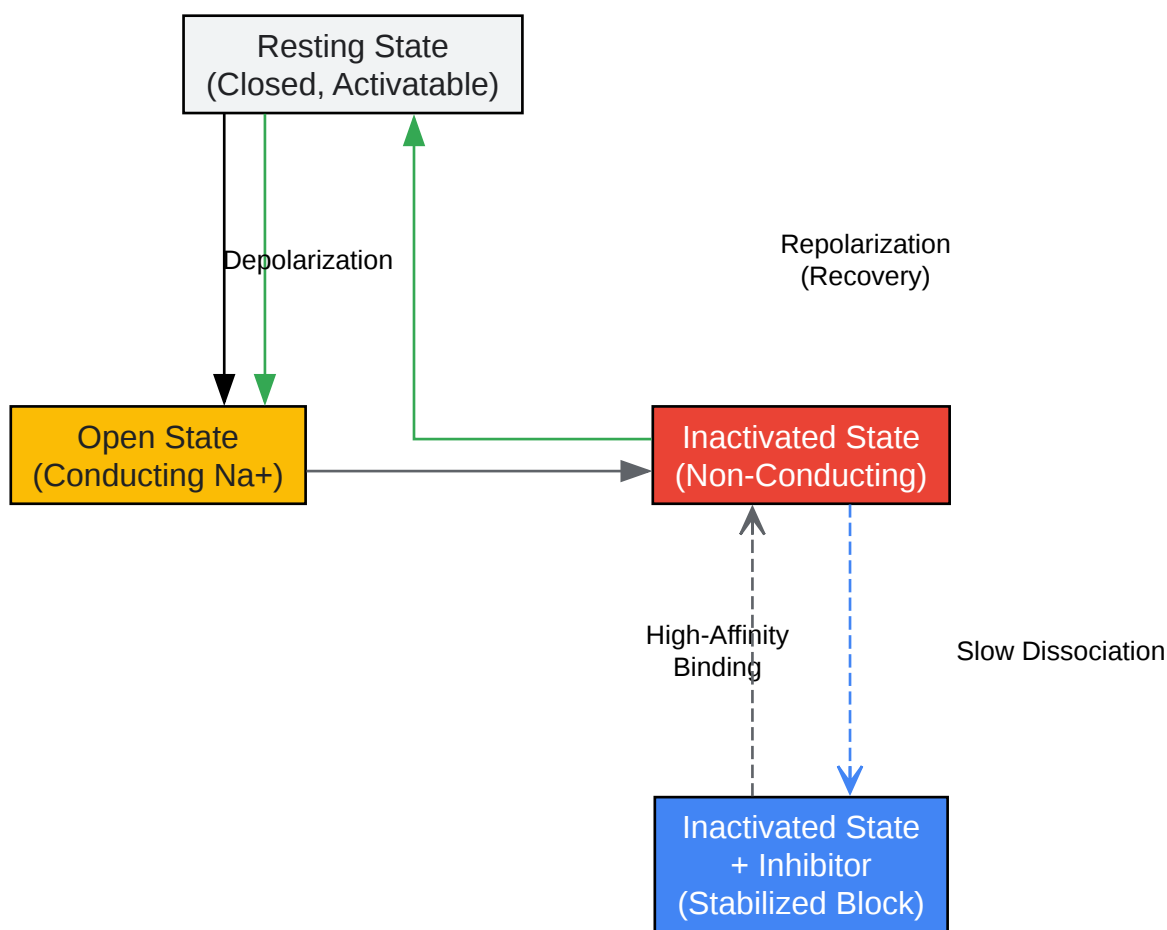 Resting State
(Closed, Activatable)
Depolarization
Repolarization
(Recovery)
Open State
(Conducting Na+)
Inactivated State
(Non-Conducting)
High-Affinity
Binding
Slow Dissociation
Inactivated State
+ Inhibitor
(Stabilized Block)